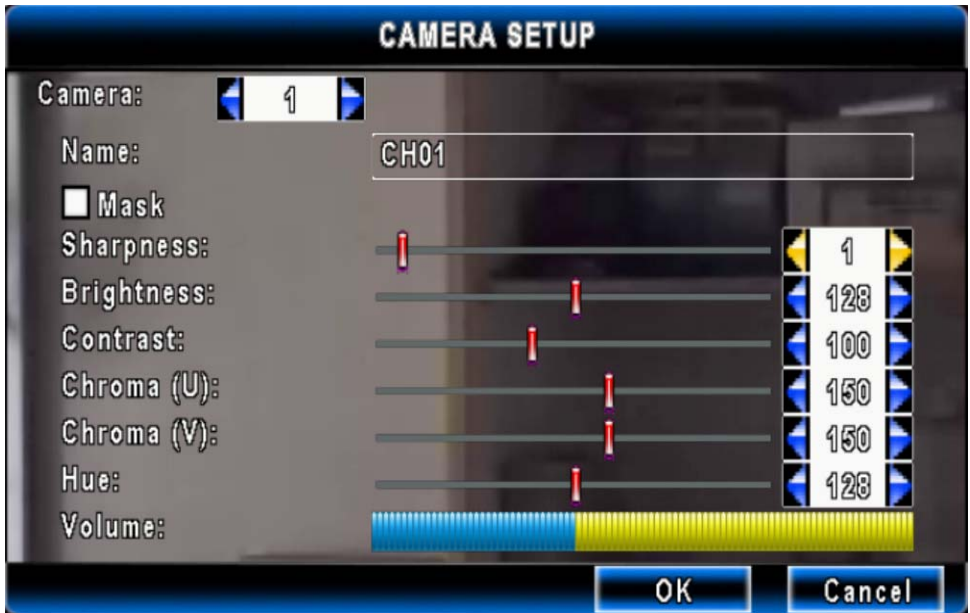 CAMERA SETUP
Camera: 1
Name: CH01
Mask
Sharpness: 1
Brightness: 128
Contrast: 100
Chroma (U): 150
Chroma (V): 150
Hue: 128
Volume:
OK Cancel